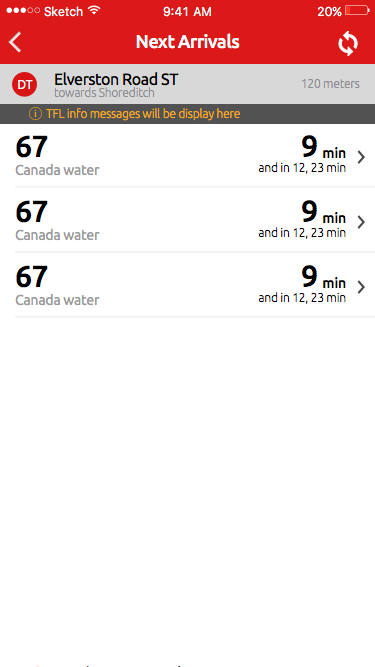 Sketch 9:41 AM 20%
Next Arrivals
DT Elverston Road ST 120 meters
towards Shoreditch
TFL info messages will be display here
67 9 min
Canada water and in 12, 23 min
67 9 min
Canada water and in 12, 23 min
67 9 min
Canada water and in 12, 23 min